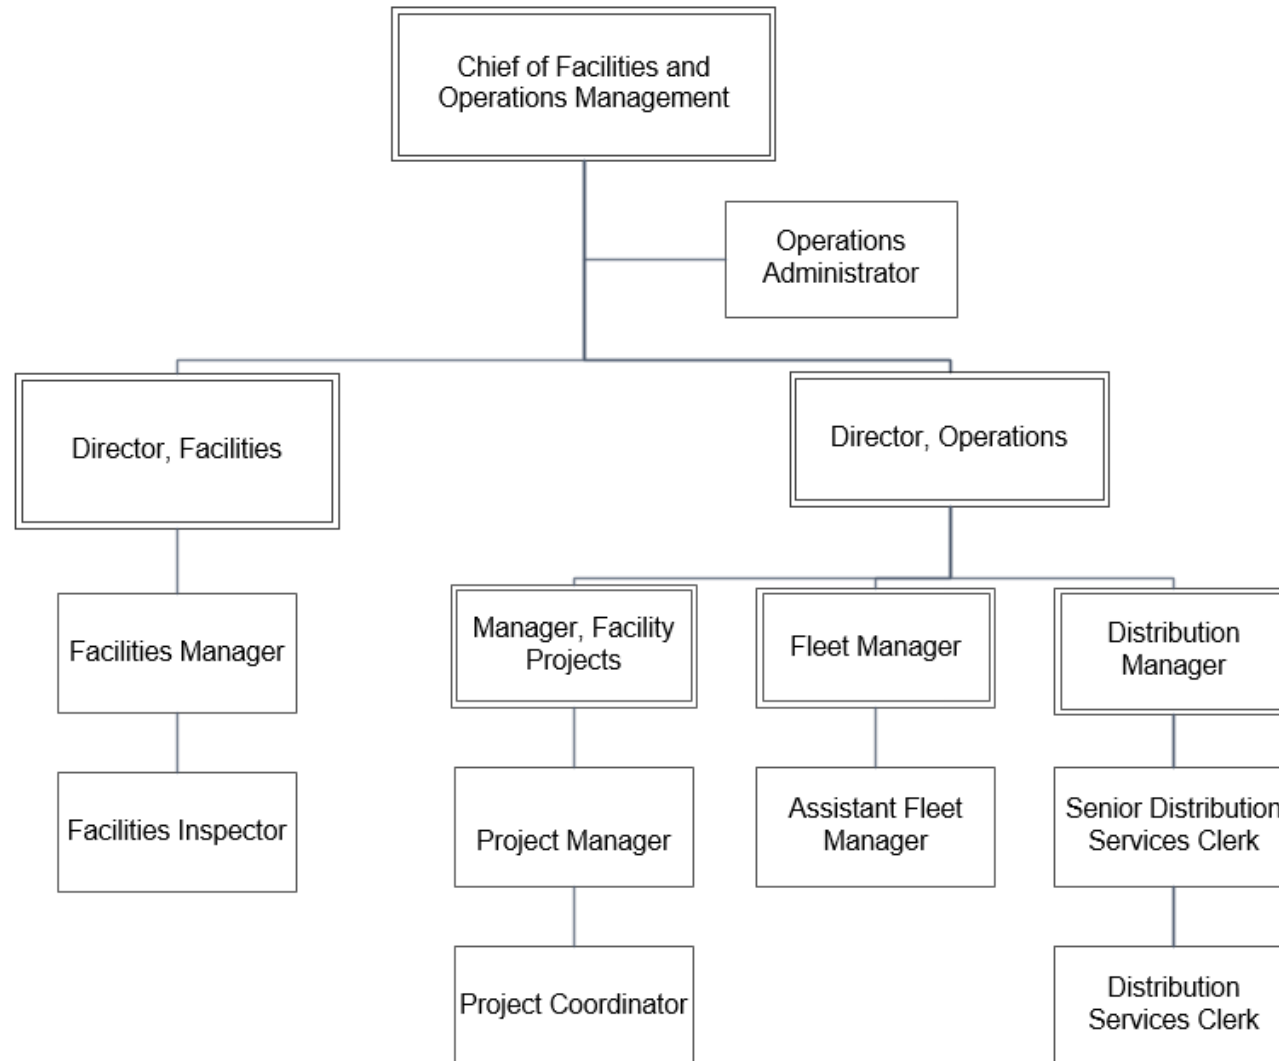 Chief of Facilities and
Operations Management
Operations
Administrator
Director, Facilities
Director, Operations
Facilities Manager
Manager, Facility
Projects
Fleet Manager
Distribution
Manager
Facilities Inspector
Project Manager
Assistant Fleet
Manager
Senior Distribution
Services Clerk
Project Coordinator
Distribution
Services Clerk